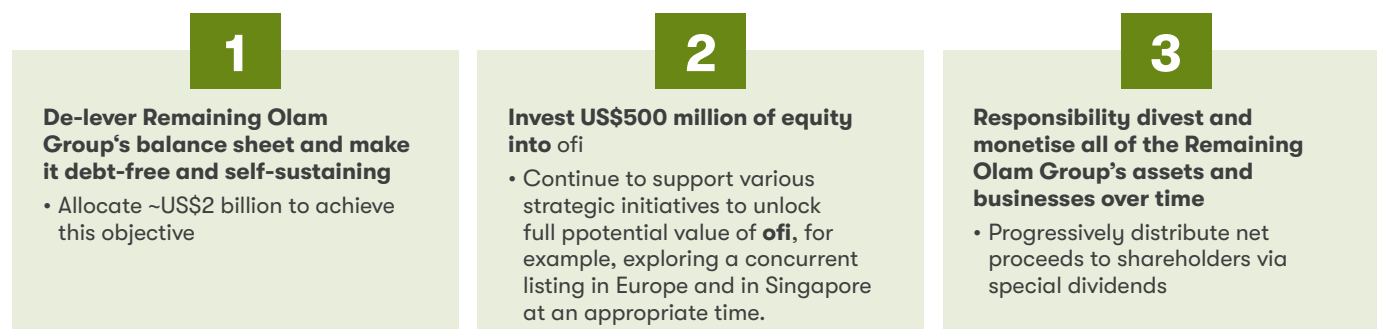 1
De-lever Remaining Olam
Group‘s balance sheet and make
it debt-free and self-sustaining
• Allocate ~US$2 billion to achieve
this objective
2
Invest US$500 million of equity
into ofi
• Continue to support various
strategic initiatives to unlock
full ppotential value of ofi, for
example, exploring a concurrent
listing in Europe and in Singapore
at an appropriate time.
3
Responsibility divest and
monetise all of the Remaining
Olam Group’s assets and
businesses over time
• Progressively distribute net
proceeds to shareholders via
special dividends